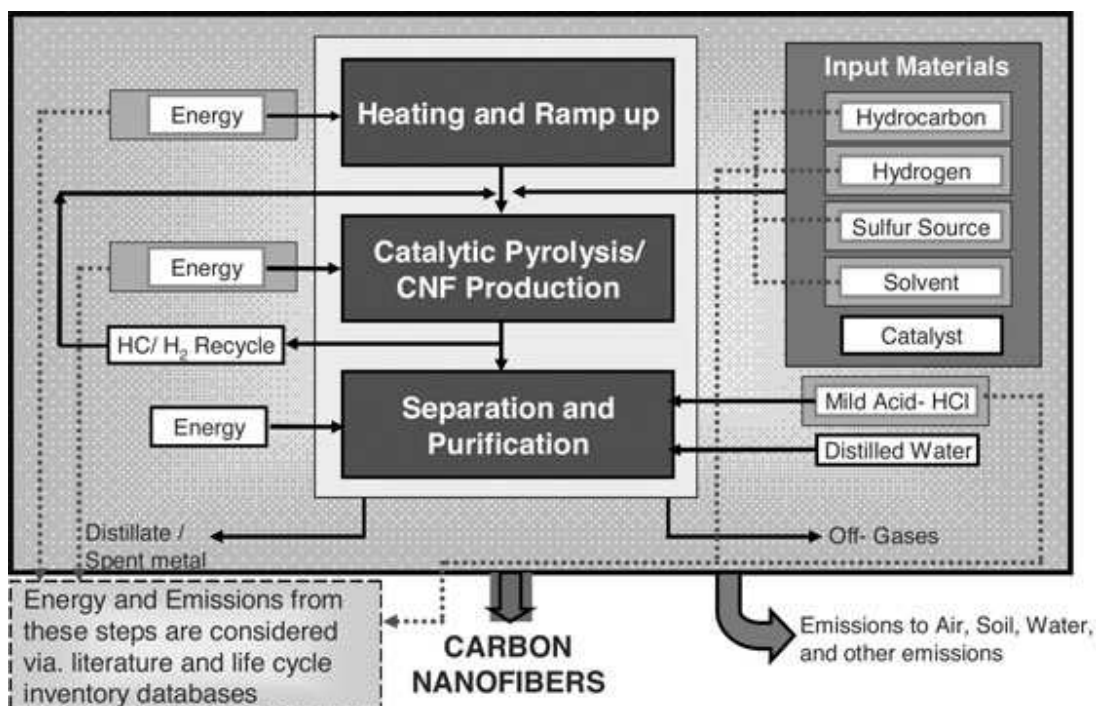 Input Materials
Energy
Heating and Ramp up
Hydrocarbon
Hydrogen
Sulfur Source
Solvent
Catalyst
Energy
Catalytic Pyrolysis/
CNF Production
HC/ H₂ Recycle
Energy
Separation and
Purification
Mild Acid- HCl
Distilled Water
Distillate /
Spent metal
Off- Gases
Energy and Emissions from
these steps are considered
via. literature and life cycle
inventory databases
CARBON
NANOFIBERS
Emissions to Air, Soil, Water,
and other emissions